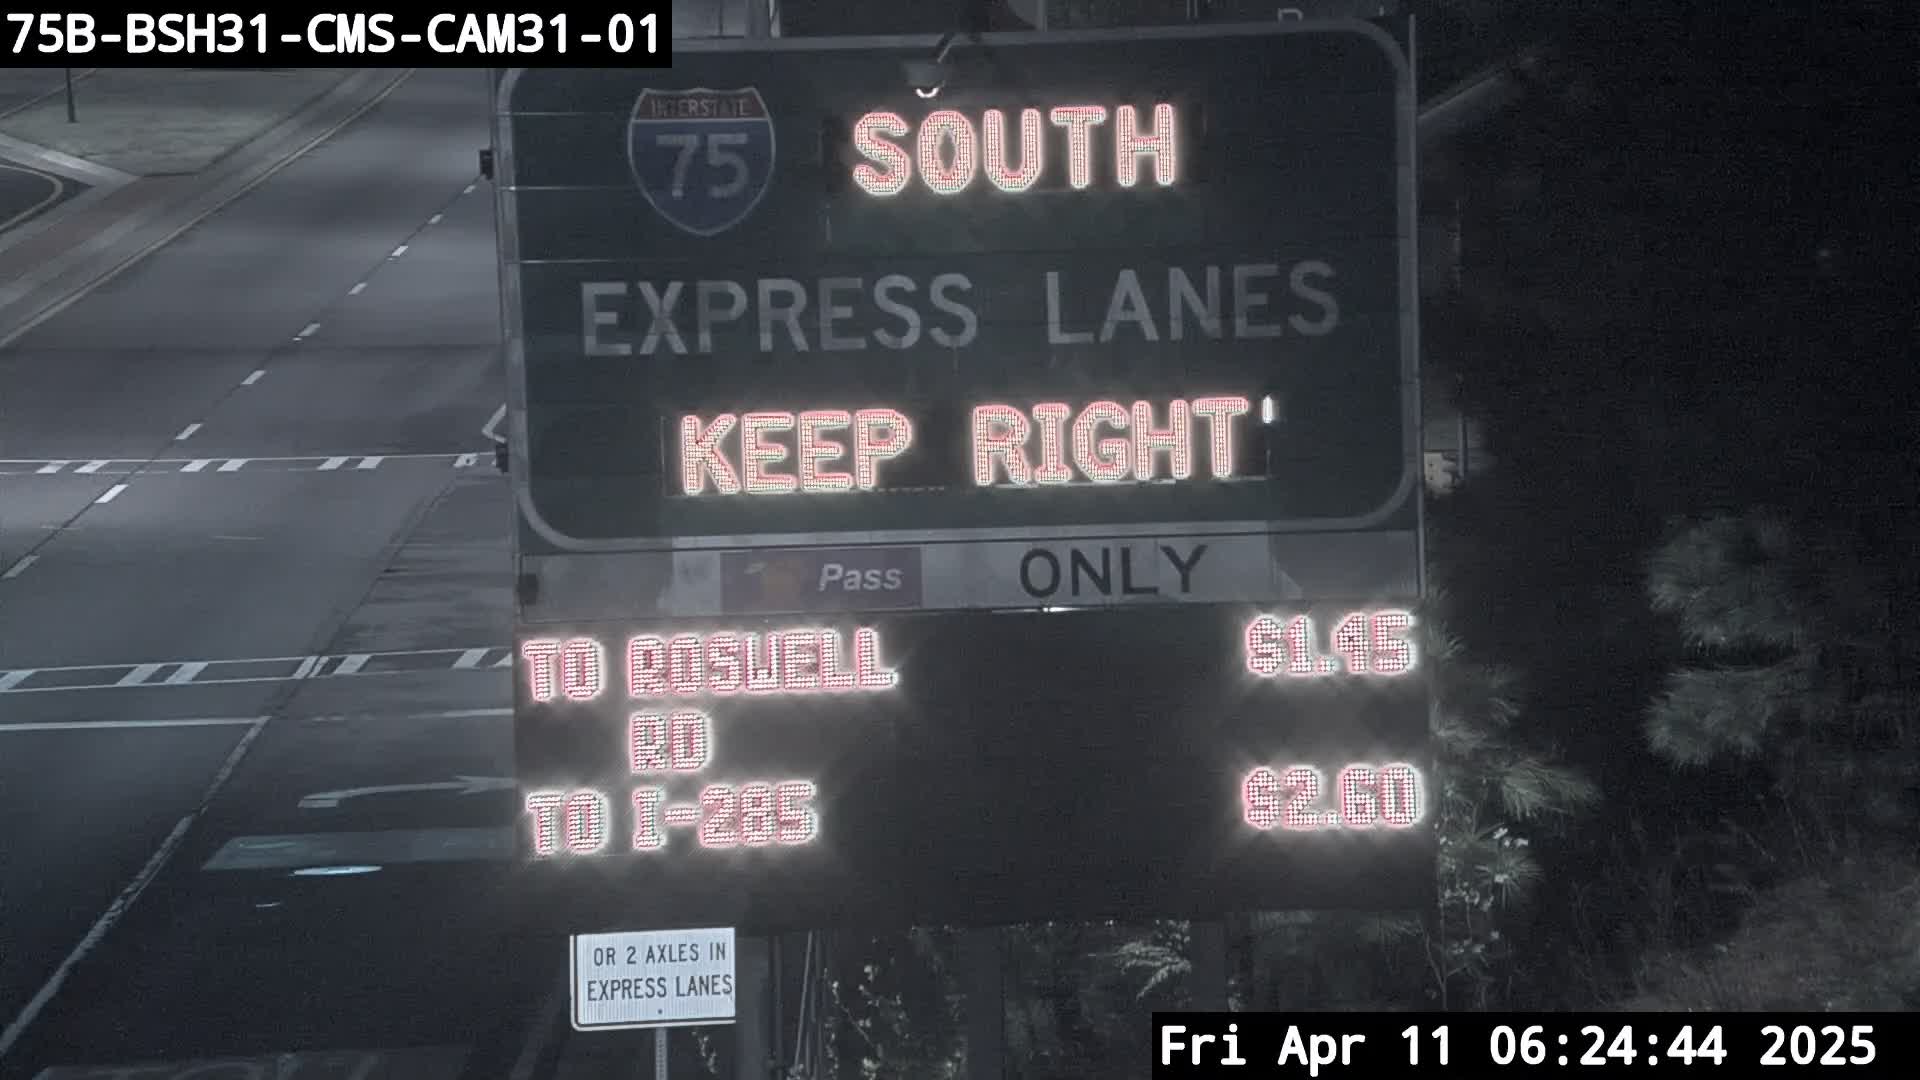 75B-BSH31-CMS-CAM31-01
INTERSTATE
75
SOUTH
EXPRESS LANES
KEEP RIGHT
Pass
ONLY
TO ROSWELL $1.45
RD
TO I-285 $2.60
OR 2 AXLES IN
EXPRESS LANES
Fri Apr 11 06:24:44 2025